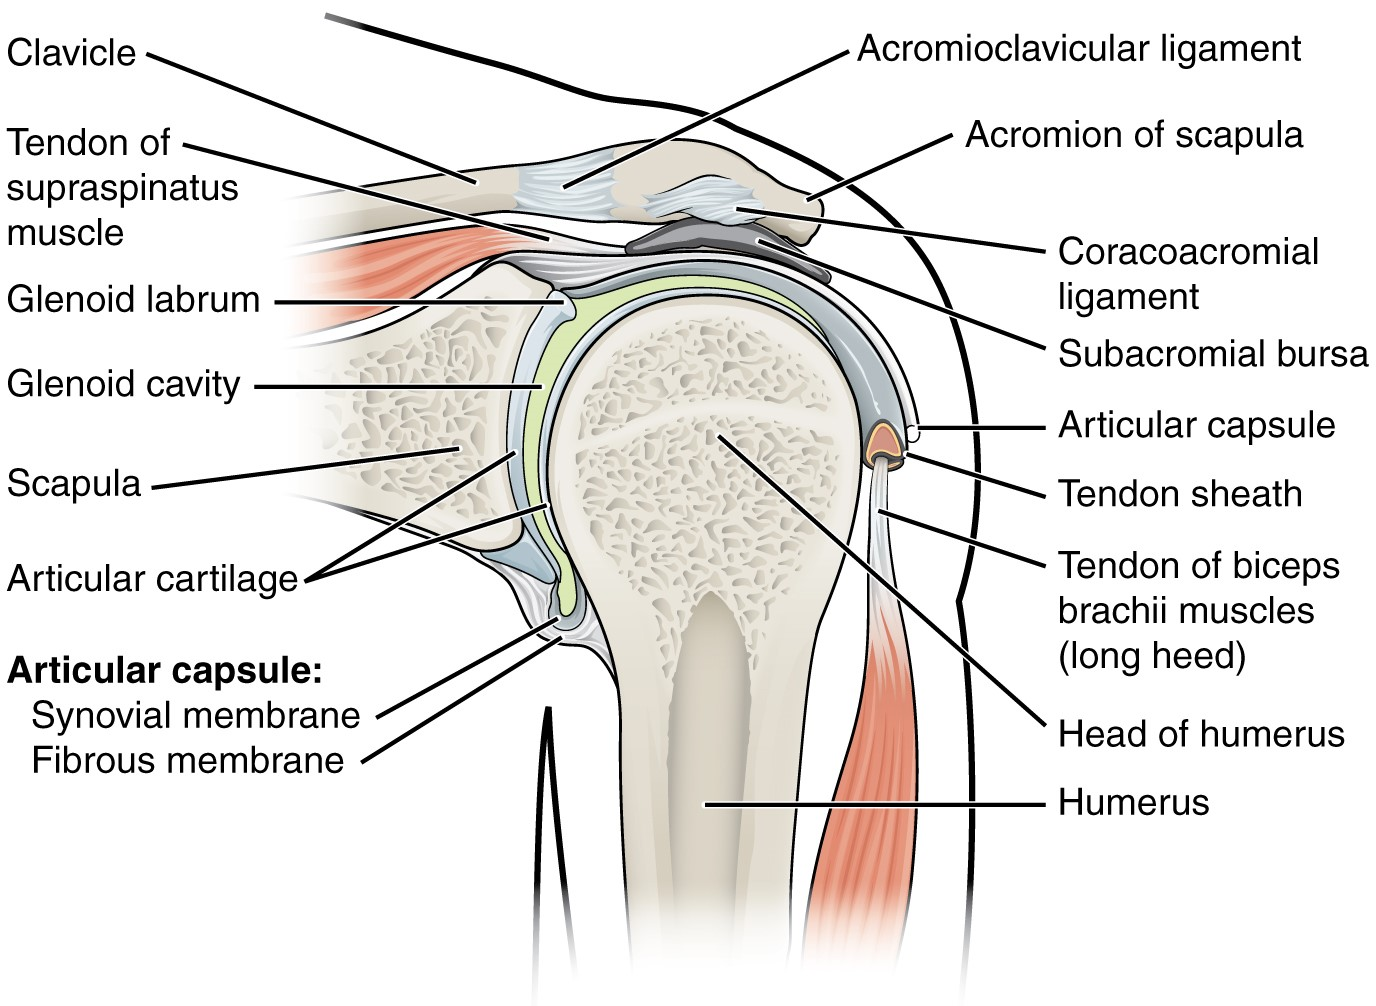 Clavicle
Tendon of
supraspinatus
muscle
Glenoid labrum
Glenoid cavity
Scapula
Articular cartilage
Articular capsule:
Synovial membrane
Fibrous membrane
Acromioclavicular ligament
Acromion of scapula
Coracoacromial
ligament
Subacromial bursa
Articular capsule
Tendon sheath
Tendon of biceps
brachii muscles
(long heed)
Head of humerus
Humerus